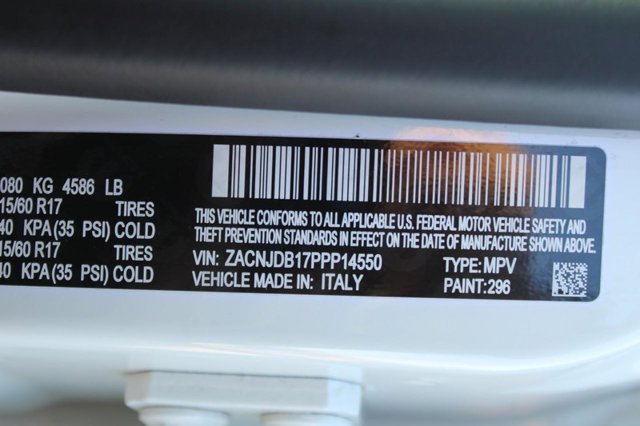 080 KG 4586 LB
15/60 R17 TIRES
40 KPA(35 PSI) COLD
15/60 R17 TIRES
40 KPA(35 PSI) COLD
THIS VEHICLE CONFORMS TO ALL APPLICABLE U.S. FEDERAL MOTOR VEHICLE SAFETY AND
THEFT PREVENTION STANDARDS IN EFFECT ON THE DATE OF MANUFACTURE SHOWN ABOVE.
VIN: ZACNJDB17PPP14550 TYPE: MPV
VEHICLE MADE IN: ITALY PAINT:296